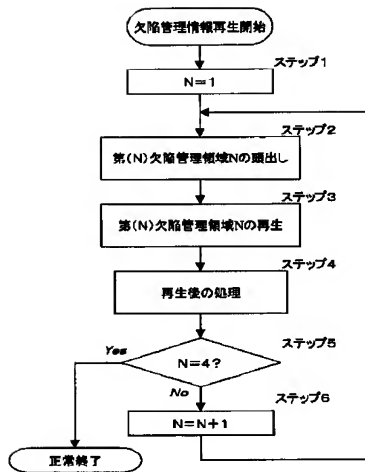 欠陥管理情報再生開始
ステップ1
N=1
ステップ2
第(N)欠陥管理領域Nの頭出し
ステップ3
第(N)欠陥管理領域Nの再生
ステップ4
再生後の処理
ステップ5
Yes
N=4?
No
ステップ6
N=N+1
正常終了